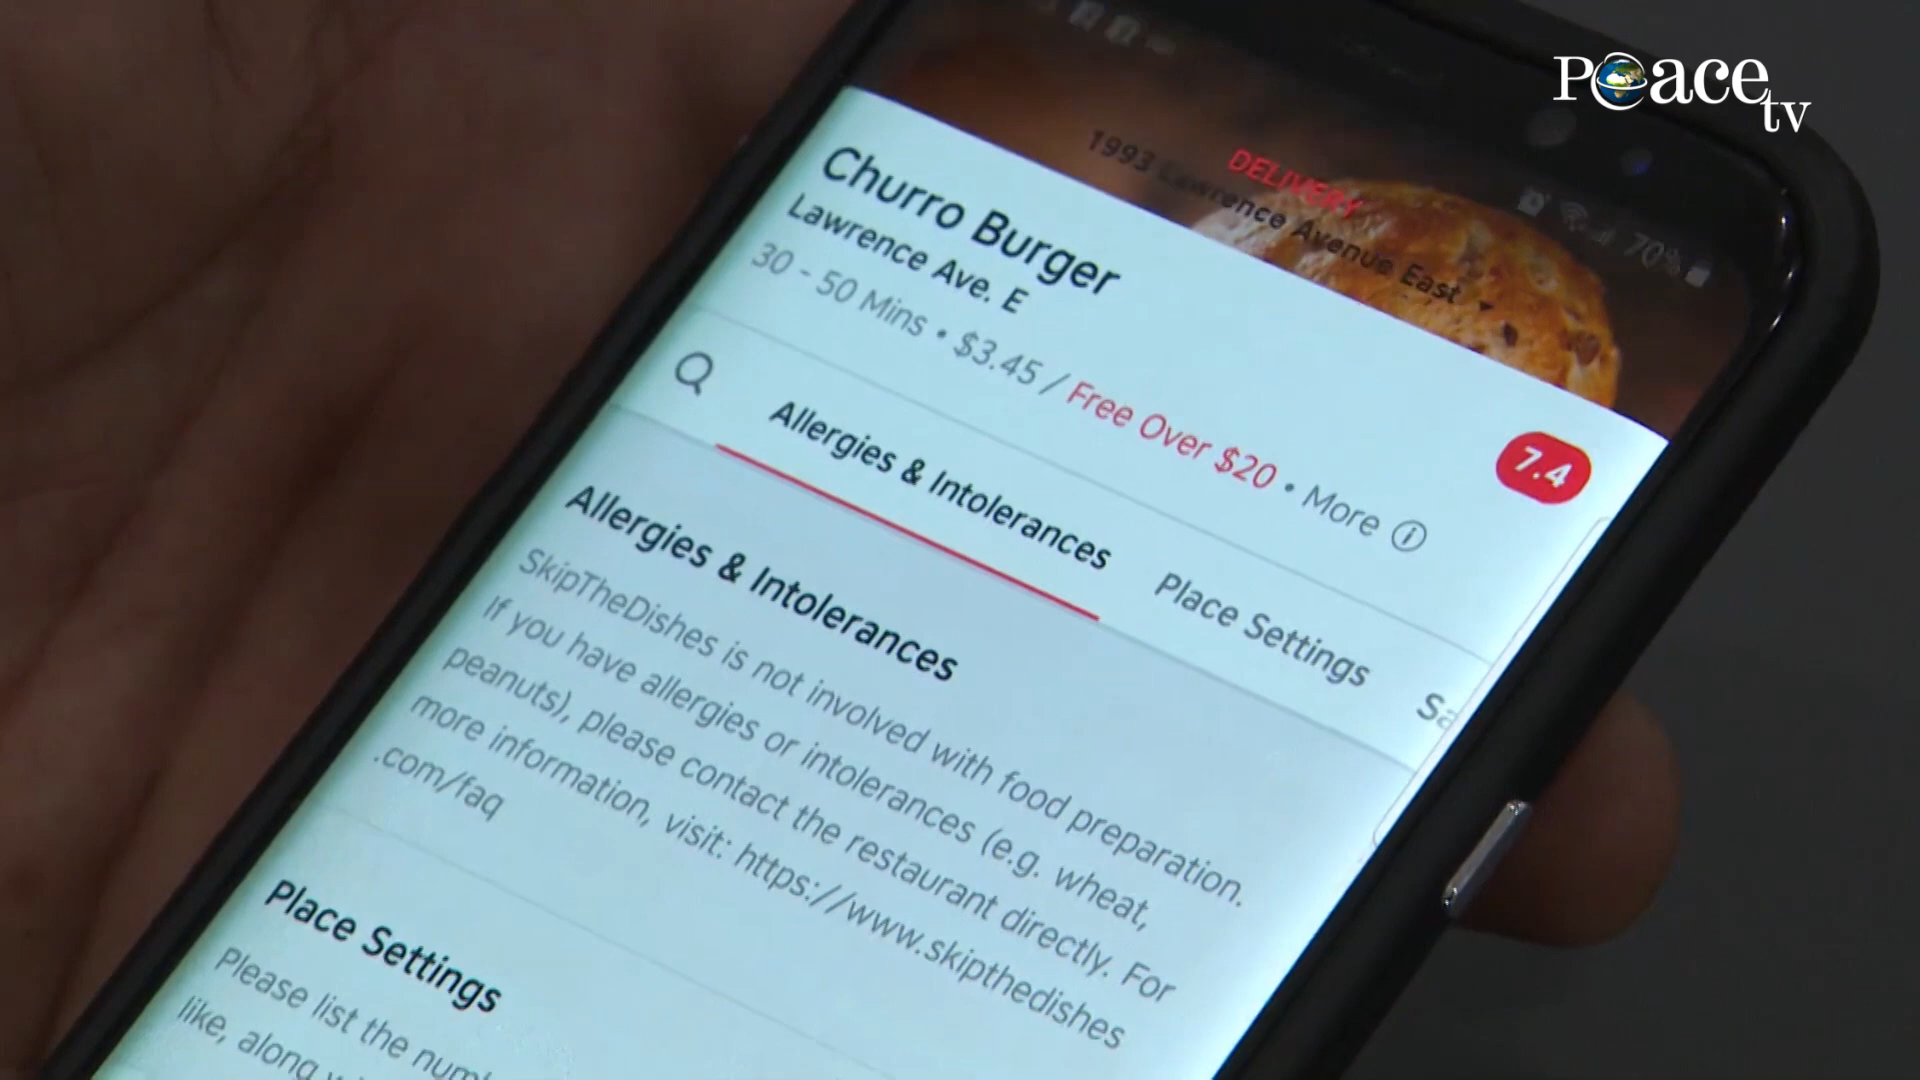 Peace tv
70%
DELIVERY
1993 Lawrence Avenue East
Churro Burger
Lawrence Ave. E
30 - 50 Mins • $3.45 / Free Over $20 • More
7.4
Allergies & Intolerances Place Settings
Allergies & Intolerances
SkipTheDishes is not involved with food preparation.
If you have allergies or intolerances (e.g. wheat,
peanuts), please contact the restaurant directly. For
more information, visit: https://www.skipthedishes
.com/faq
Place Settings
Please list the
like, along